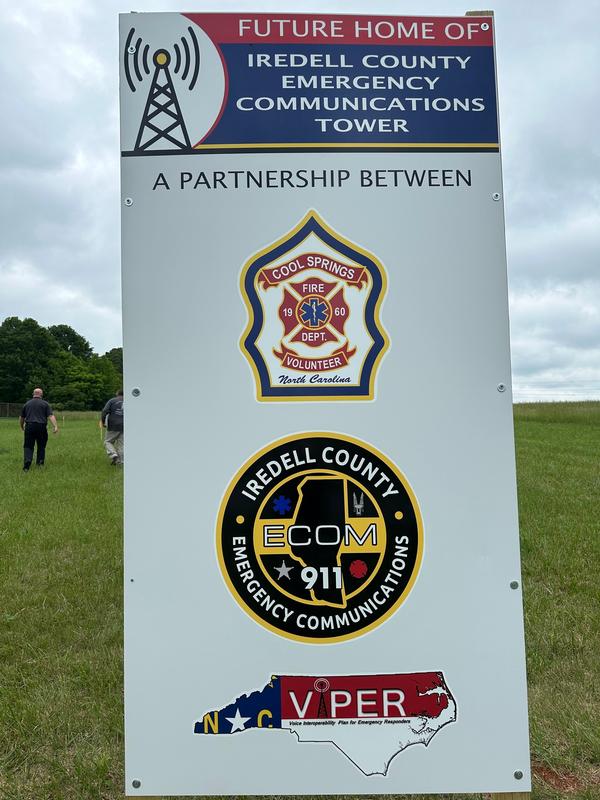 FUTURE HOME OF
IREDELL COUNTY
EMERGENCY
COMMUNICATIONS
TOWER
A PARTNERSHIP BETWEEN
COOL SPRINGS
FIRE
19 60
DEPT.
VOLUNTEER
North Carolina
IREDELL COUNTY
ECOM
911
EMERGENCY COMMUNICATIONS
VIPER
N C
Voice Interoperability Plan for Emergency Responders